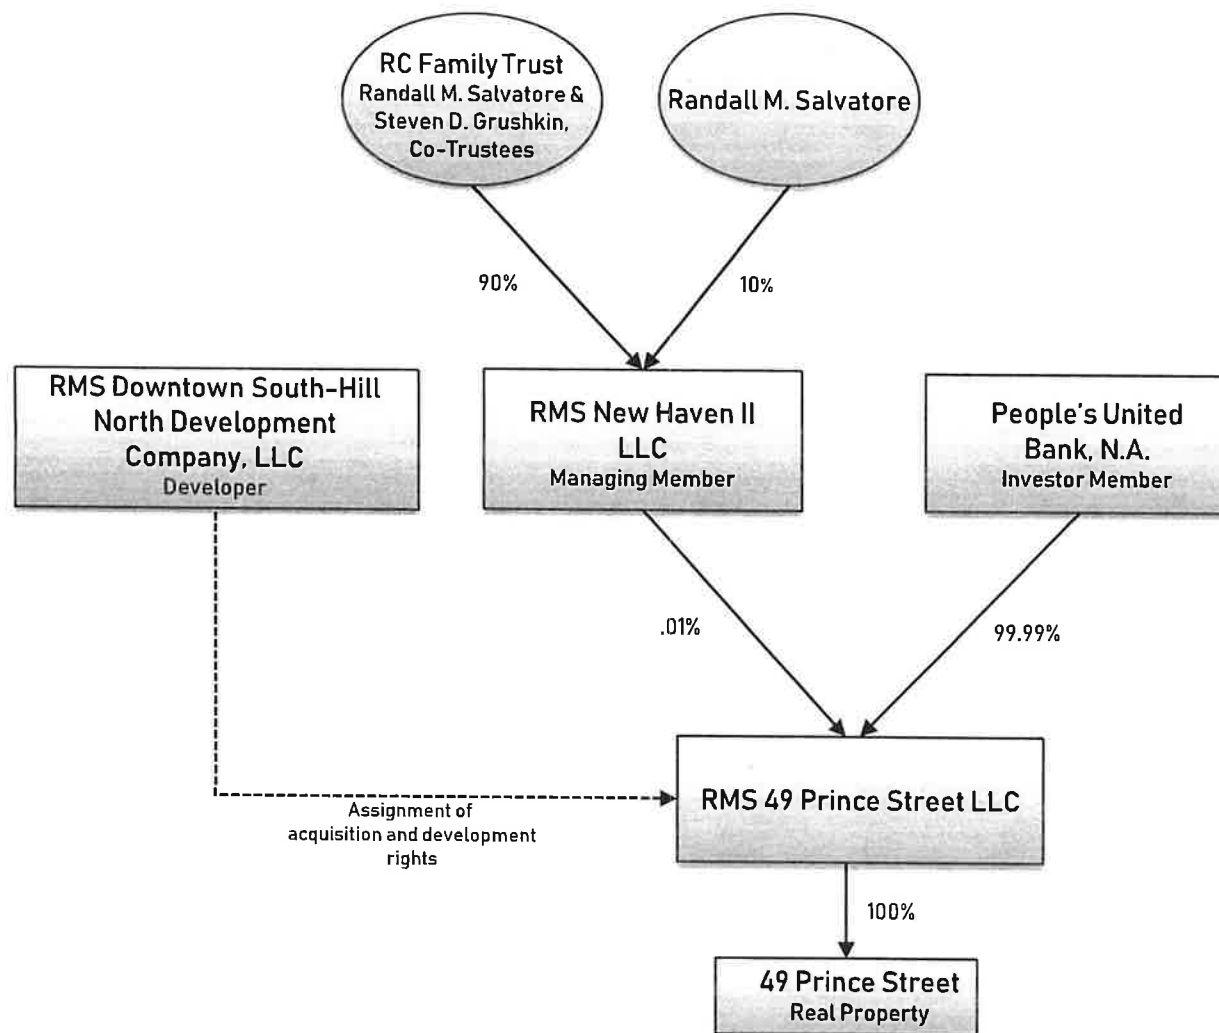 RC Family Trust
Randall M. Salvatore &
Steven D. Grushkin,
Co-Trustees
Randall M. Salvatore
90%
10%
RMS Downtown South-Hill
North Development
Company, LLC
Developer
RMS New Haven II
LLC
Managing Member
People's United
Bank, N.A.
Investor Member
.01%
99.99%
Assignment of
acquisition and development
rights
RMS 49 Prince Street LLC
100%
49 Prince Street
Real Property